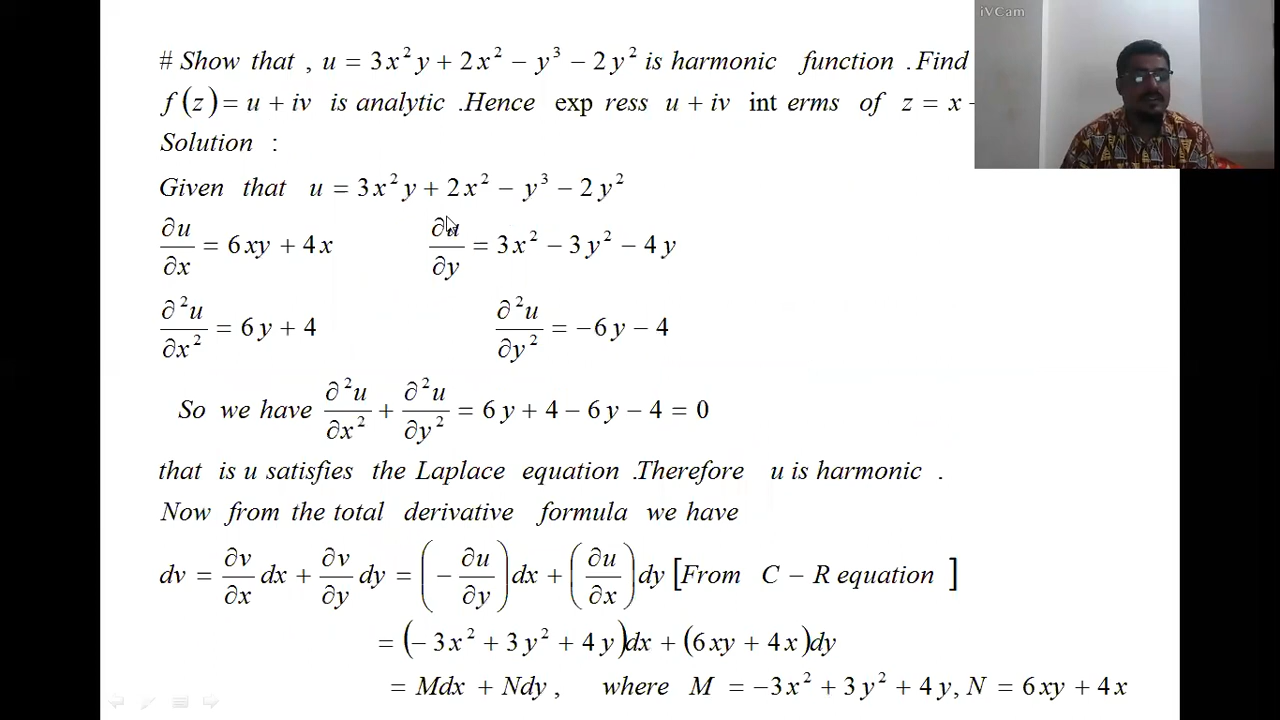 iVCam
# Show that , u = 3x²y + 2x² − y³ − 2y² is harmonic function .Find
f(z) = u + iv is analytic .Hence exp ress u + iv int erms of z = x -
Solution :
Given that u = 3x²y + 2x² − y³ − 2y²
∂u/∂x = 6xy + 4x ∂u/∂y = 3x² − 3y² − 4y
∂²u/∂x² = 6y + 4 ∂²u/∂y² = −6y − 4
So we have ∂²u/∂x² + ∂²u/∂y² = 6y + 4 − 6y − 4 = 0
that is u satisfies the Laplace equation .Therefore u is harmonic .
Now from the total derivative formula we have
dv = ∂v/∂x dx + ∂v/∂y dy = (− ∂u/∂y) dx + (∂u/∂x) dy [From C − R equation ]
= (− 3x² + 3y² + 4y)dx + (6xy + 4x)dy
= Mdx + Ndy , where M = −3x² + 3y² + 4y, N = 6xy + 4x